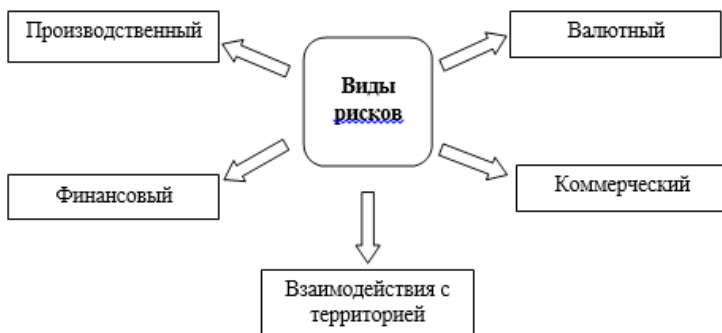 Производственный
Валютный
Виды
рисков
Финансовый
Коммерческий
Взаимодействия с
территорией